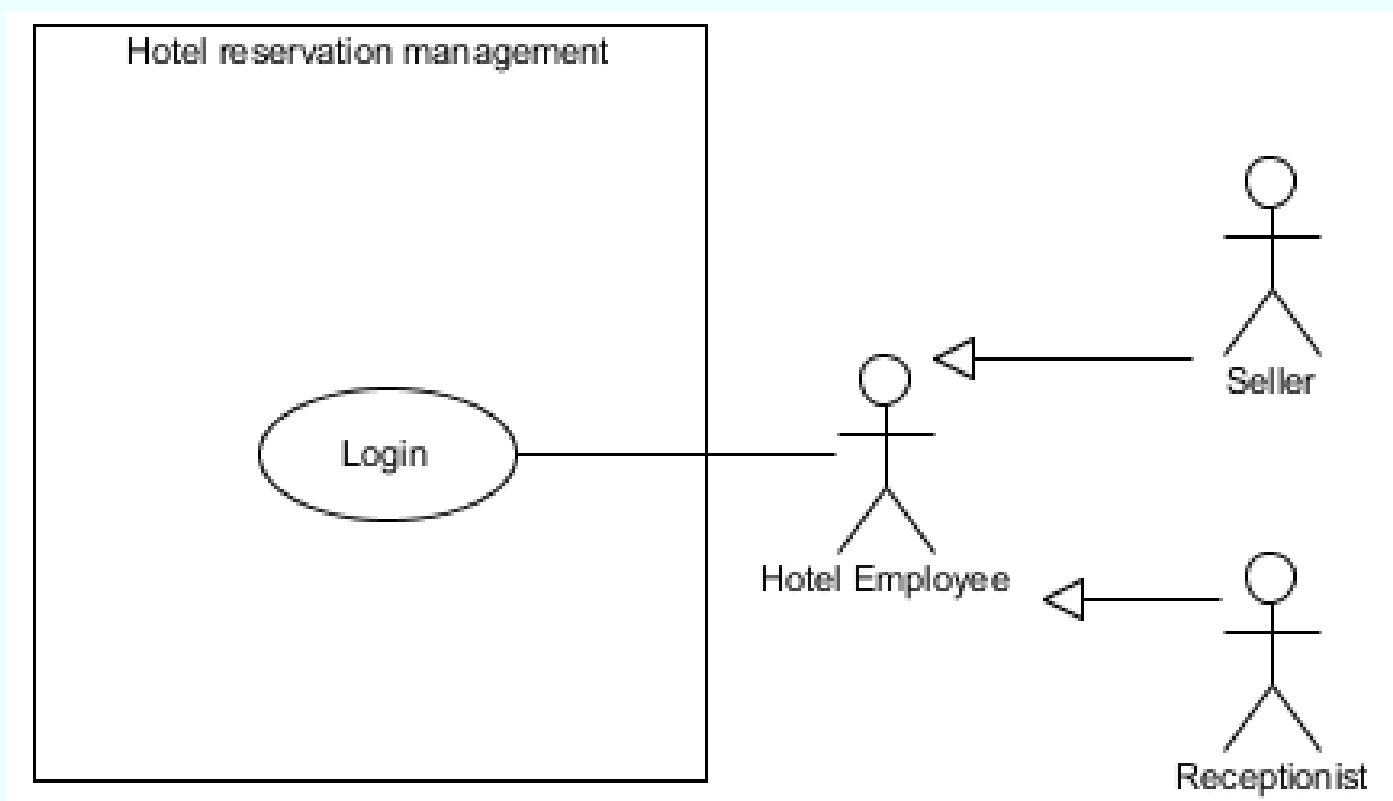 Hotel reservation management
Seller
Login
Hotel Employee
Receptionist